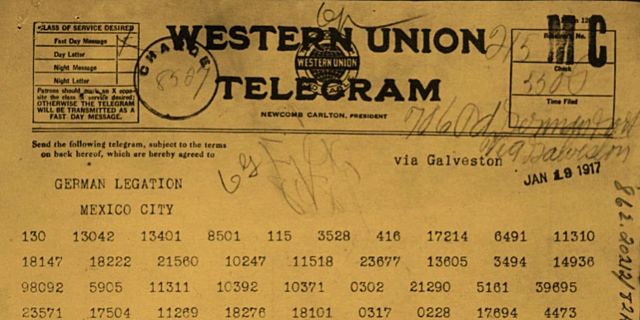 CLASS OF SERVICE DESIRED
Fast Day Message X
Day Letter
Night Message
Night Letter
Patrons should mark an X oppo-
site the class of service desired;
OTHERWISE THE TELEGRAM
WILL BE TRANSMITTED AS A
FAST DAY MESSAGE.
CHARGE
WESTERN UNION
WESTERN UNION
TELEGRAM
NEWCOMB CARLTON, PRESIDENT
M C
Check
Time Filed
Send the following telegram, subject to the terms
on back hereof, which are hereby agreed to
via Galveston
JAN 19 1917
GERMAN LEGATION
MEXICO CITY
130 13042 13401 8501 115 3528 416 17214 6491 11310
18147 18222 21560 10247 11518 23677 13605 3494 14936
98092 5905 11311 10392 10371 0302 21290 5161 39695
23571 17504 11269 18276 18101 0317 0228 17694 4473